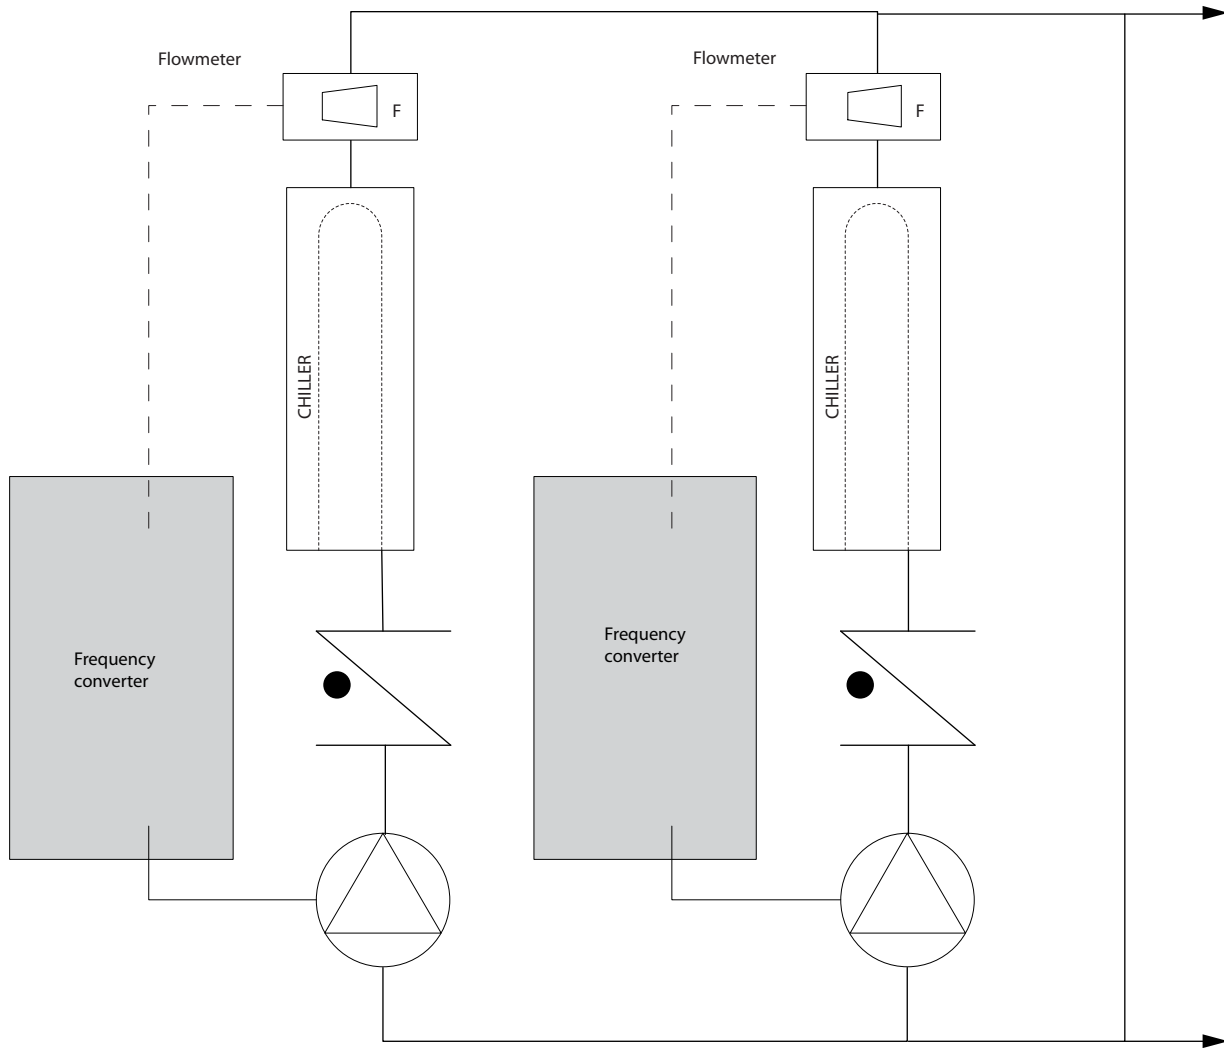 Flowmeter
Flowmeter
F
F
CHILLER
CHILLER
Frequency
converter
Frequency
converter